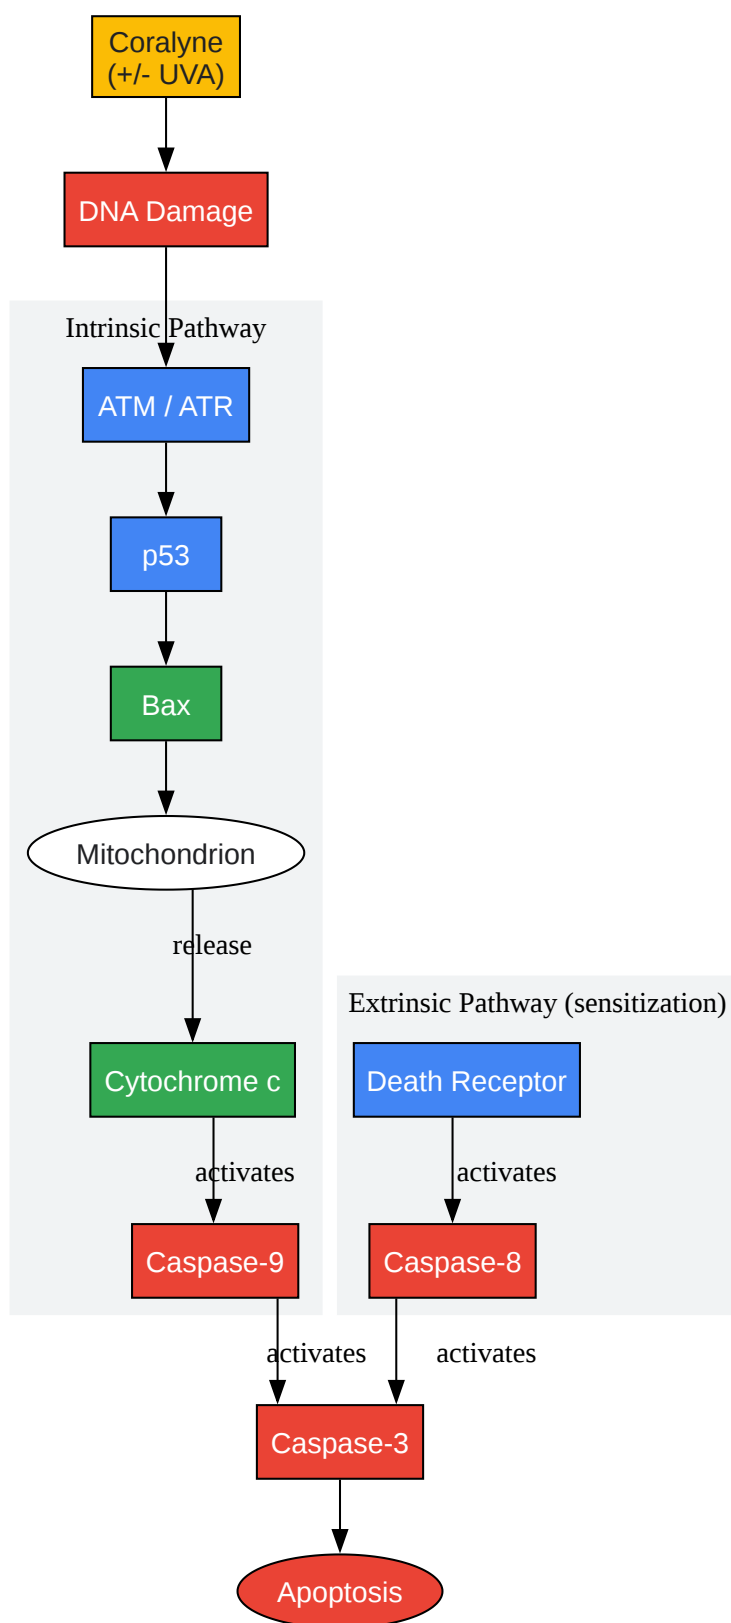 Coralyne
(+/- UVA)
DNA Damage
Intrinsic Pathway
ATM / ATR
p53
Bax
Mitochondrion
release
Extrinsic Pathway (sensitization)
Cytochrome c
Death Receptor
activates
activates
Caspase-9
Caspase-8
activates
activates
Caspase-3
Apoptosis